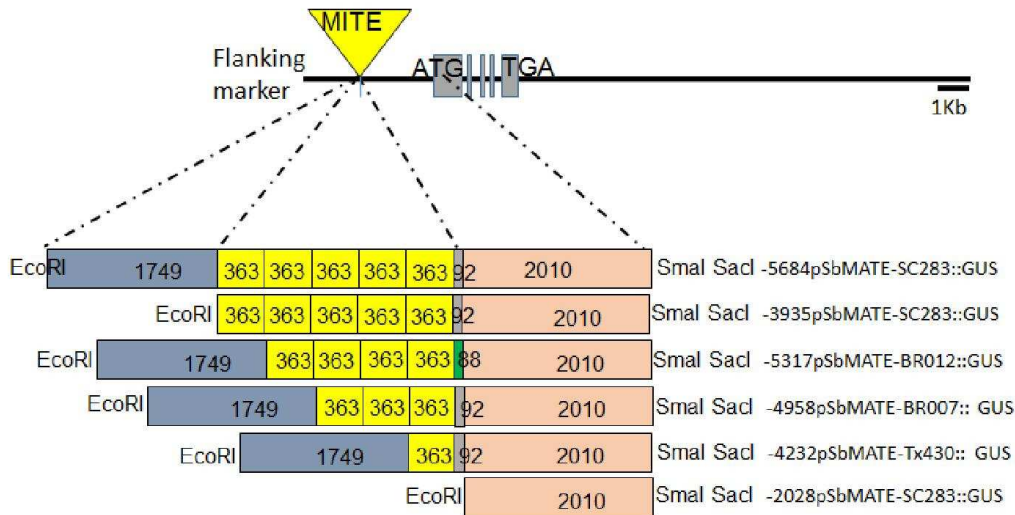 MITE
Flanking
marker
ATG TGA
1Kb
EcoRI 1749 363 363 363 363 363 92 2010 SmaI SacI -5684pSbMATE-SC283::GUS
EcoRI 363 363 363 363 363 92 2010 SmaI SacI -3935pSbMATE-SC283::GUS
EcoRI 1749 363 363 363 363 88 2010 SmaI SacI -5317pSbMATE-BR012::GUS
EcoRI 1749 363 363 363 92 2010 SmaI SacI -4958pSbMATE-BR007:: GUS
EcoRI 1749 363 92 2010 SmaI SacI -4232pSbMATE-Tx430:: GUS
EcoRI 2010 SmaI SacI -2028pSbMATE-SC283::GUS